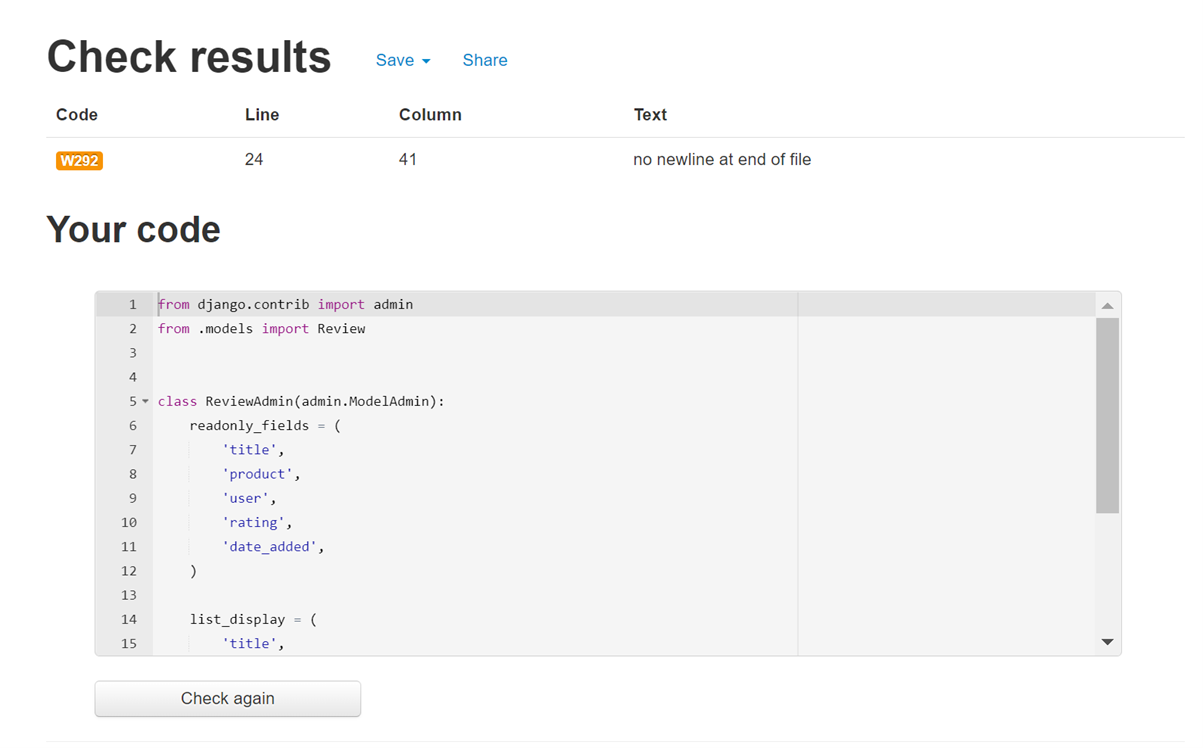 Check results Save Share
Code Line Column Text
W292 24 41 no newline at end of file
Your code
1 from django.contrib import admin
2 from .models import Review
3
4
5 class ReviewAdmin(admin.ModelAdmin):
6     readonly_fields = (
7         'title',
8         'product',
9         'user',
10         'rating',
11         'date_added',
12     )
13
14     list_display = (
15         'title',
Check again